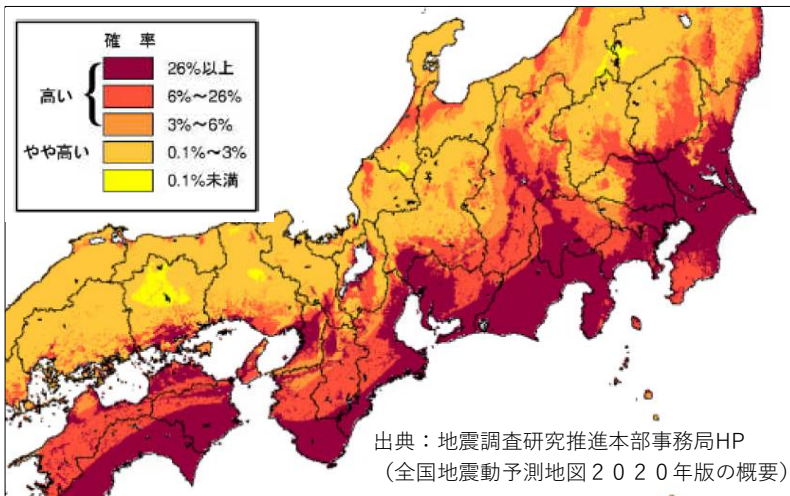 確　率
26%以上
高い
6%～26%
3%～6%
やや高い
0.1%～3%
0.1%未満
出典：地震調査研究推進本部事務局HP
（全国地震動予測地図２０２０年版の概要）